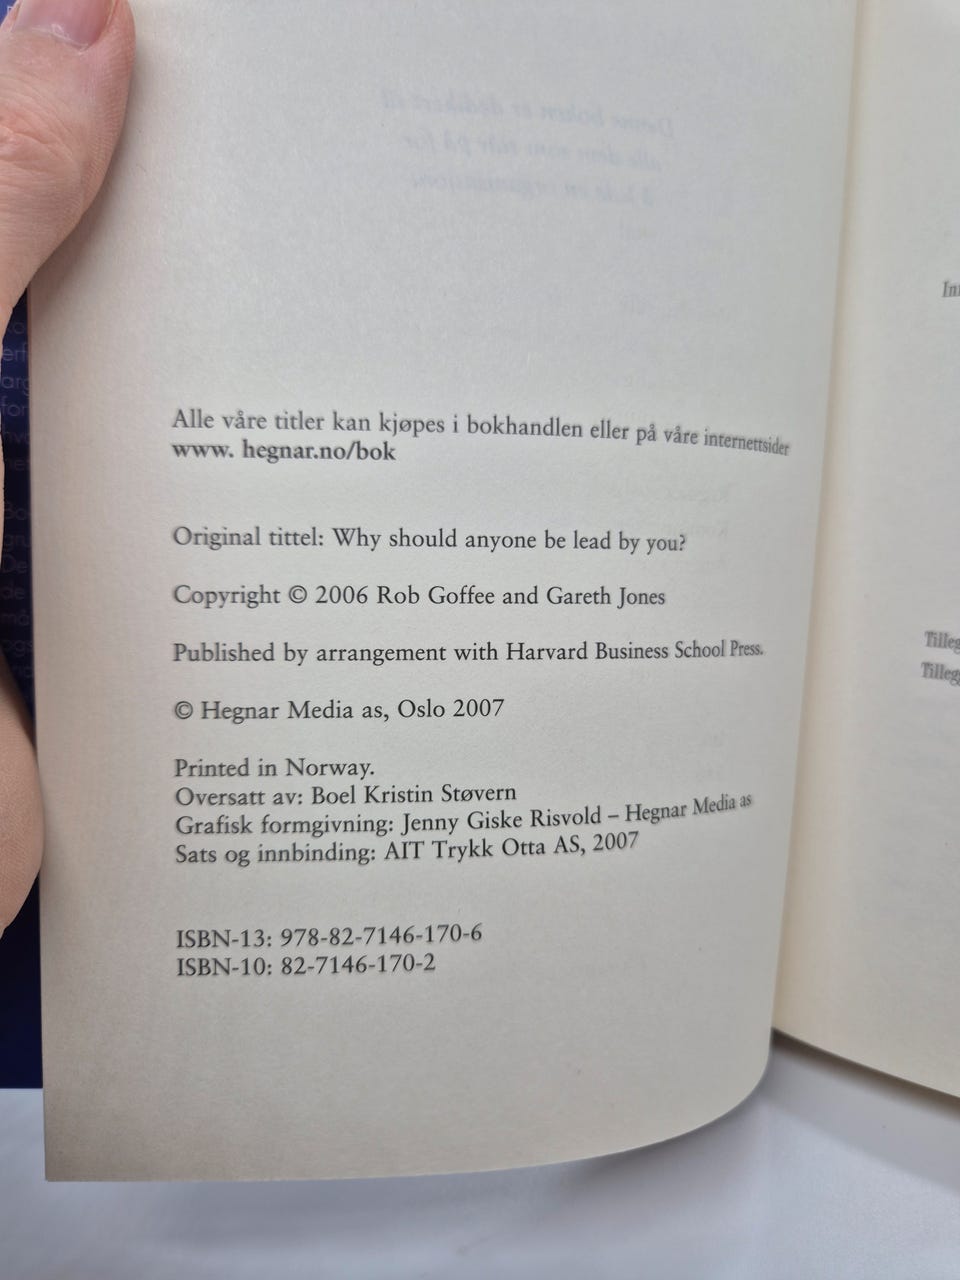 Alle våre titler kan kjøpes i bokhandlen eller på våre internettsider
www. hegnar.no/bok
Original tittel: Why should anyone be lead by you?
Copyright © 2006 Rob Goffee and Gareth Jones
Published by arrangement with Harvard Business School Press.
© Hegnar Media as, Oslo 2007
Printed in Norway.
Oversatt av: Boel Kristin Støvern
Grafisk formgivning: Jenny Giske Risvold – Hegnar Media as
Sats og innbinding: AIT Trykk Otta AS, 2007
ISBN-13: 978-82-7146-170-6
ISBN-10: 82-7146-170-2